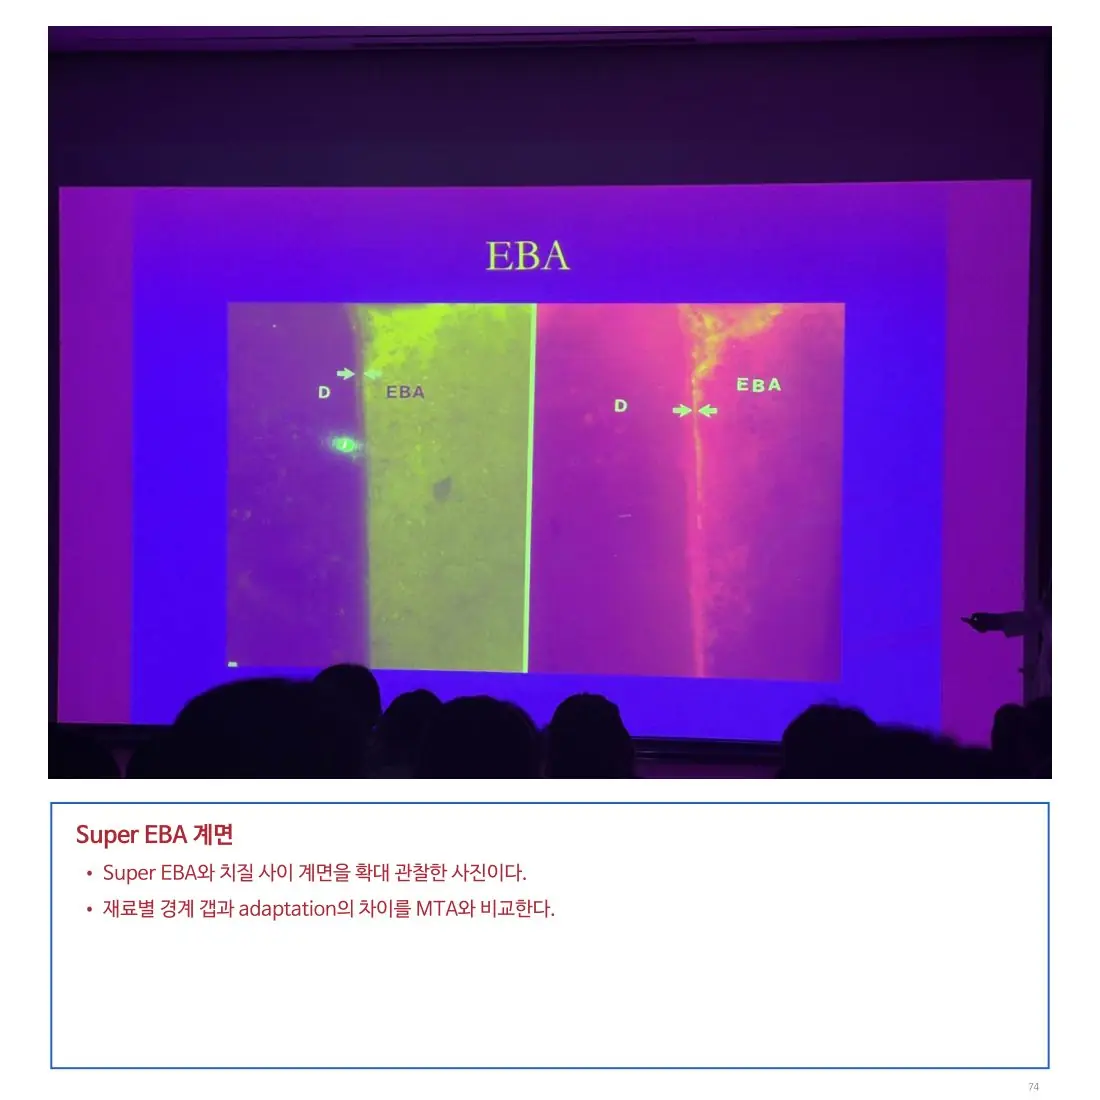 EBA
D
EBA
D
EBA
Super EBA 계면
• Super EBA와 치질 사이 계면을 확대 관찰한 사진이다.
• 재료별 경계 갭과 adaptation의 차이를 MTA와 비교한다.
74